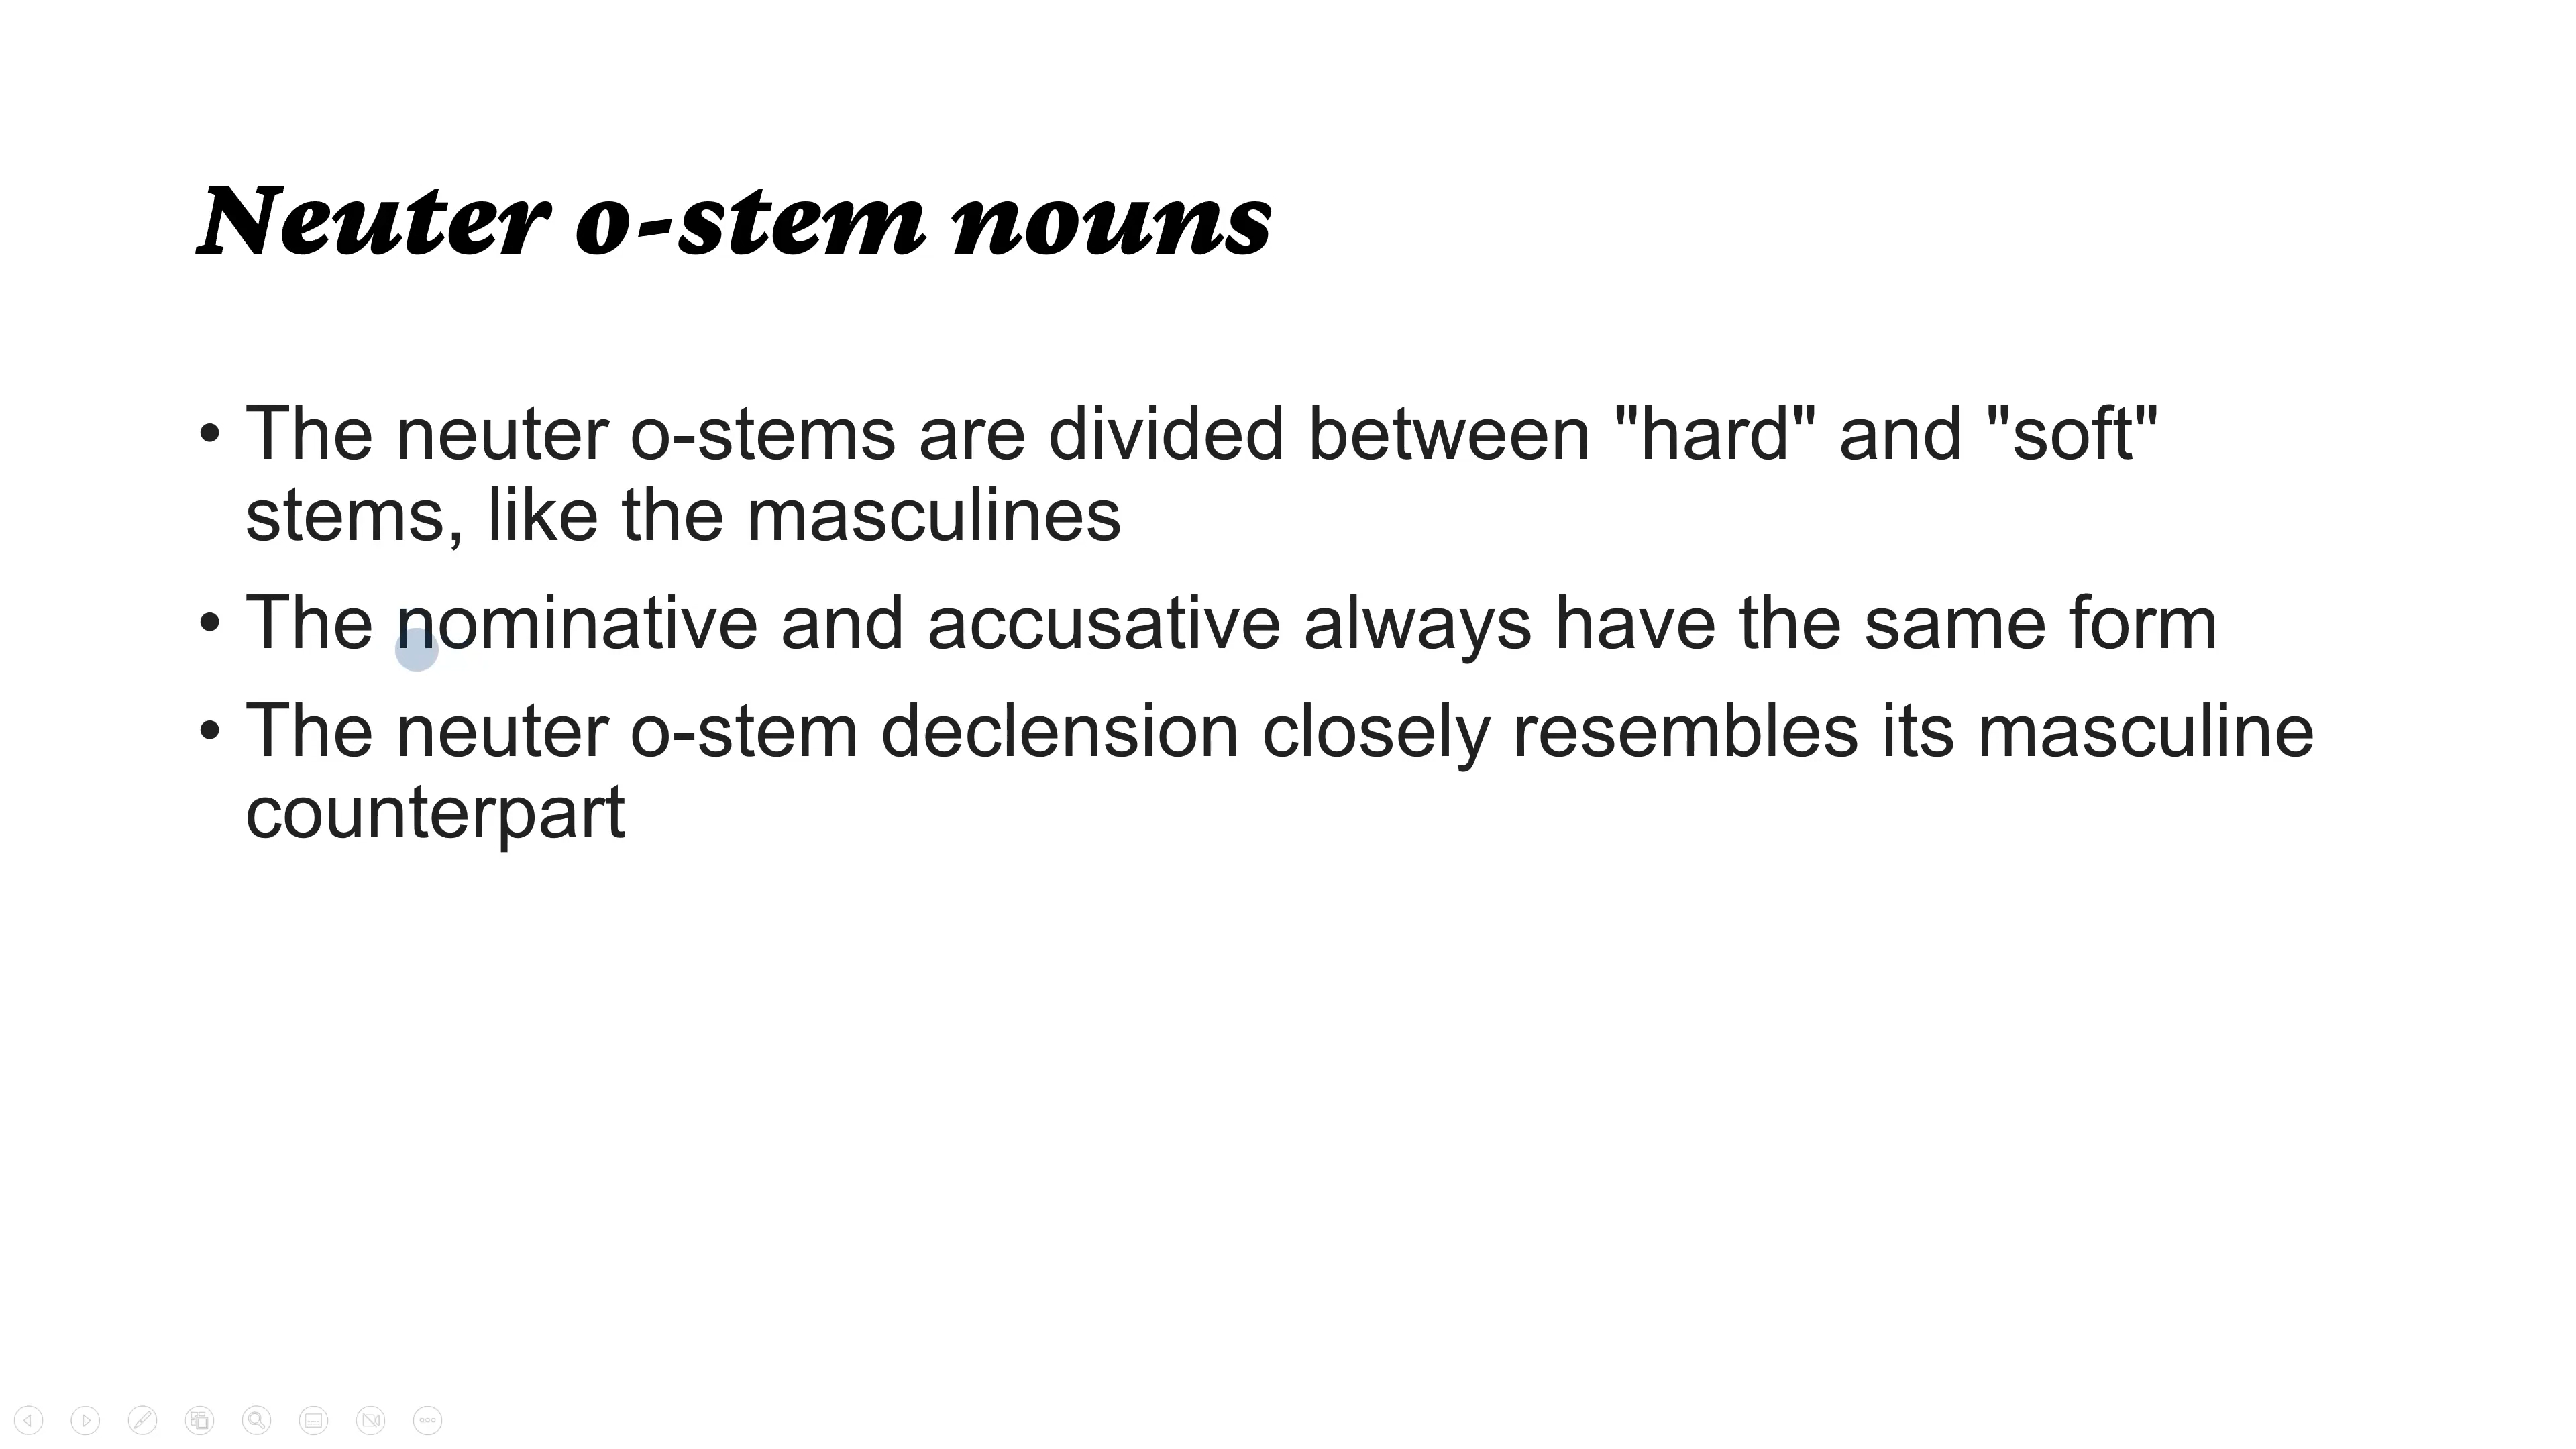 Neuter o-stem nouns
• The neuter o-stems are divided between "hard" and "soft"
stems, like the masculines
• The nominative and accusative always have the same form
• The neuter o-stem declension closely resembles its masculine
counterpart